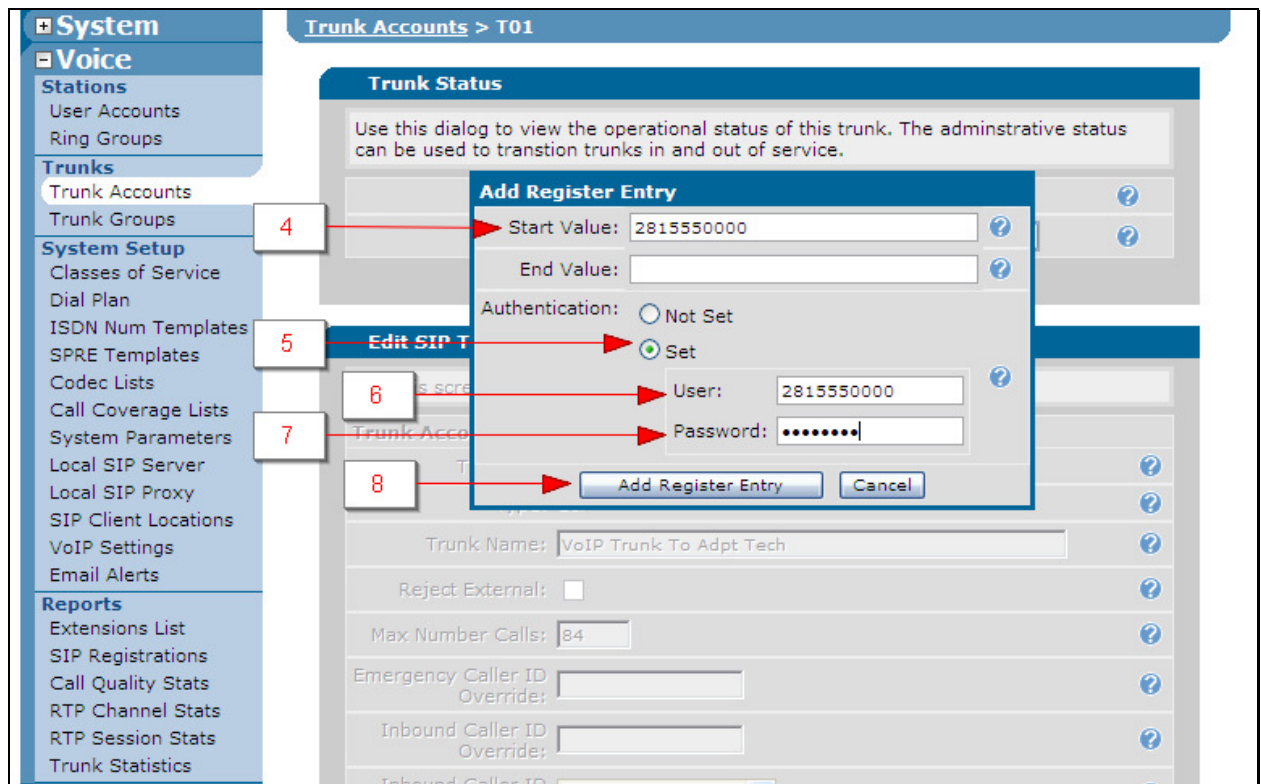 System
Voice
Stations
User Accounts
Ring Groups
Trunks
Trunk Accounts
Trunk Groups
System Setup
Classes of Service
Dial Plan
ISDN Num Templates
SPRE Templates
Codec Lists
Call Coverage Lists
System Parameters
Local SIP Server
Local SIP Proxy
SIP Client Locations
VoIP Settings
Email Alerts
Reports
Extensions List
SIP Registrations
Call Quality Stats
RTP Channel Stats
RTP Session Stats
Trunk Statistics
Trunk Accounts > T01
Trunk Status
Use this dialog to view the operational status of this trunk. The adminstrative status
can be used to transtion trunks in and out of service.
Add Register Entry
4
Start Value: 2815550000
End Value:
Authentication:
Not Set
5
Set
6
User: 2815550000
7
Password: ••••••••
8
Add Register Entry Cancel
Edit SIP T
Trunk Acco
Trunk Name: VoIP Trunk To Adpt Tech
Reject External:
Max Number Calls: 84
Emergency Caller ID
Override:
Inbound Caller ID
Override:
Inbound Caller ID